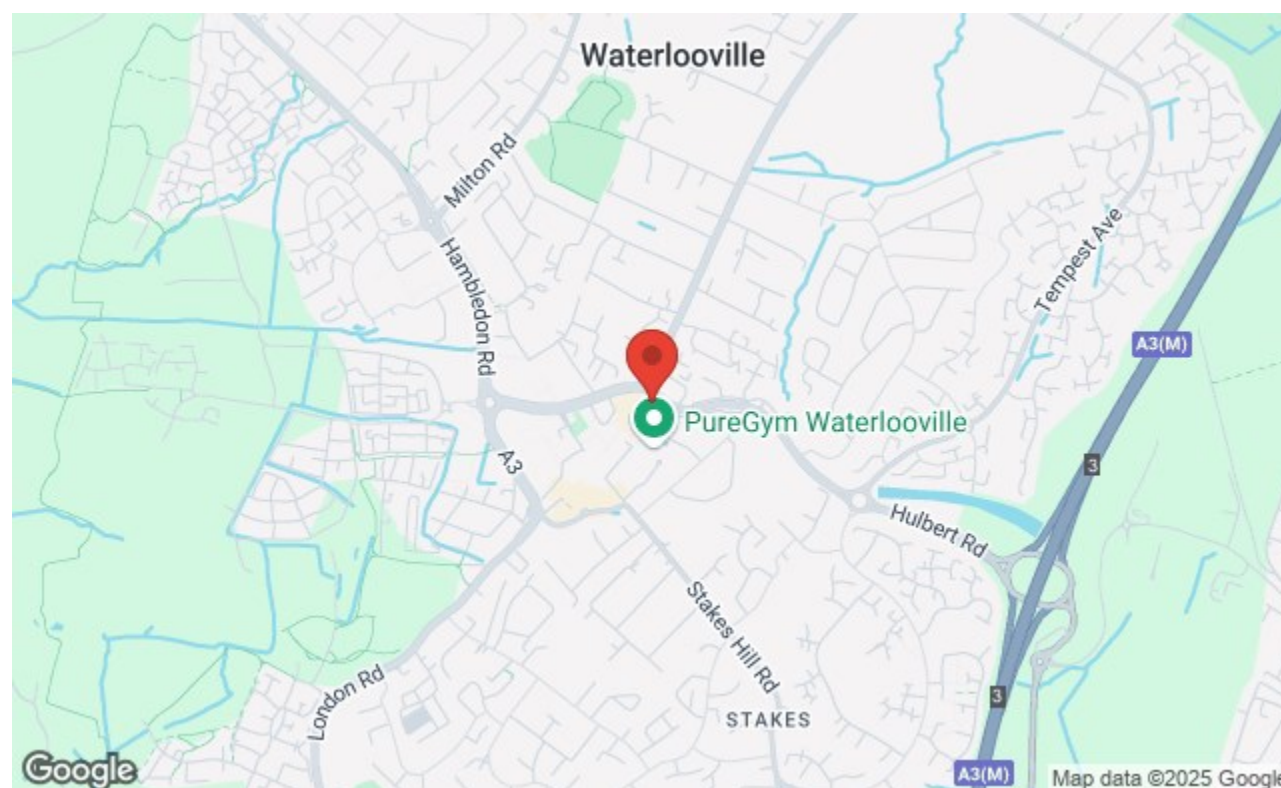 Waterlooville
Milton Rd
Hambledon Rd
Tempest Ave
A3(M)
PureGym Waterlooville
A3
3
Hulbert Rd
Stakes Hill Rd
London Rd
3
STAKES
Google
A3(M)
Map data ©2025 Google